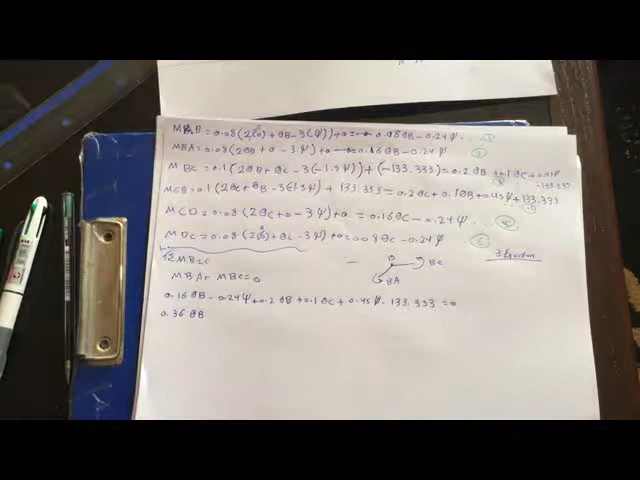 MAB = 0.08(2(0) + θB - 3(ψ)) + 0 → 0.08θB - 0.24ψ ... ①
MBA = 0.08(2θB + 0 - 3ψ) + 0 → 0.16θB - 0.24ψ ②
MBC = 0.1(2θB + θc - 3(-1.5ψ)) + (-133.333) = 0.2θB + 0.1θc + 0.45ψ - 133.333
MCB = 0.1(2θc + θB - 3(-1.5ψ) + 133.333 = 0.2θc + 0.1θB + 0.45ψ + 133.333
MCD = 0.08(2θc + 0 - 3ψ) + 0 = 0.16θc - 0.24ψ
MDC = 0.08(2(0) + θc - 3ψ) + 0 = 0.08θc - 0.24ψ
ΣMB = 0
BC
MBA + MBC = 0
BA
0.16θB - 0.24ψ + 0.2θB + 0.1θc + 0.45ψ - 133.333 = 0
0.36θB